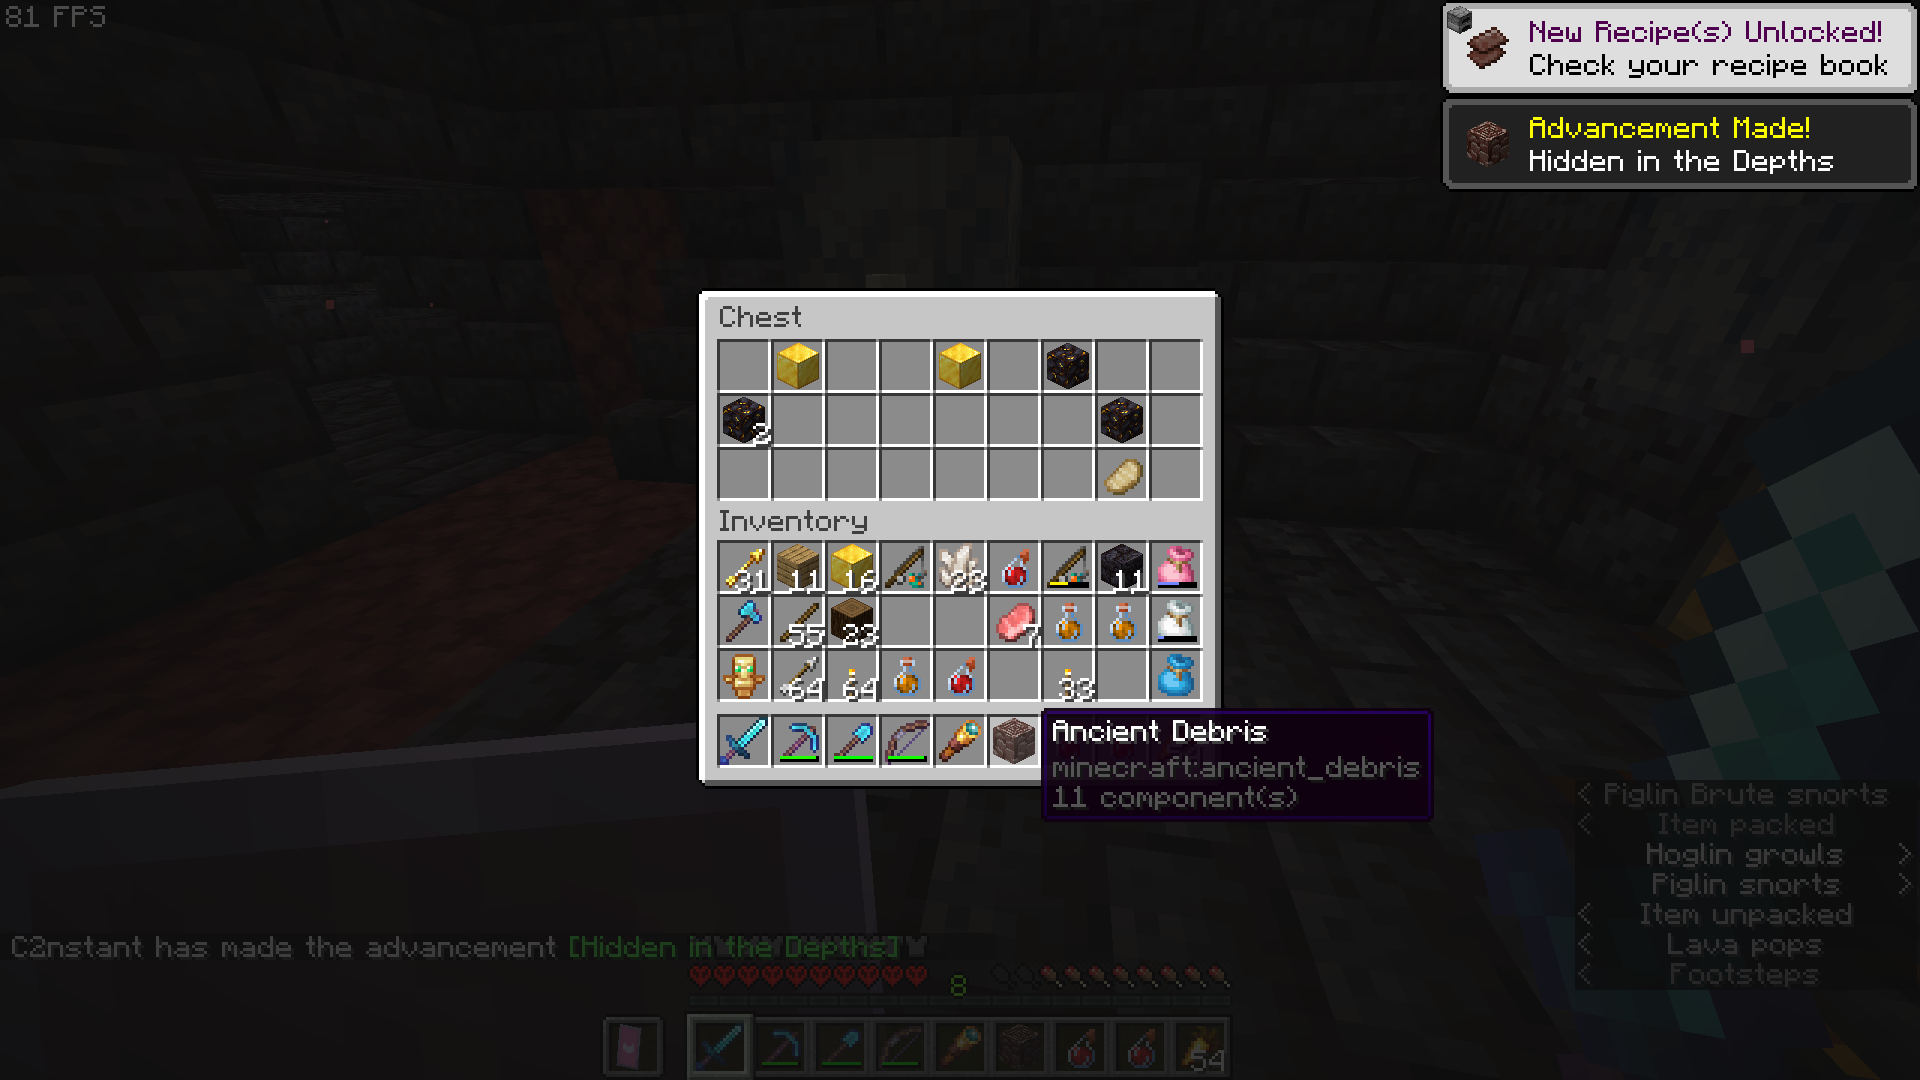 81 FPS
New Recipe(s) Unlocked!
Check your recipe book
Advancement Made!
Hidden in the Depths
Chest
2
Inventory
31 11 16 23 11
55 23 7
64 64 33
Ancient Debris
minecraft:ancient_debris
11 component(s)
< Piglin Brute snorts
< Item packed
Hoglin growls >
Piglin snorts >
< Item unpacked
< Lava pops
< Footsteps
C2nstant has made the advancement [Hidden in the Depths]
8
54